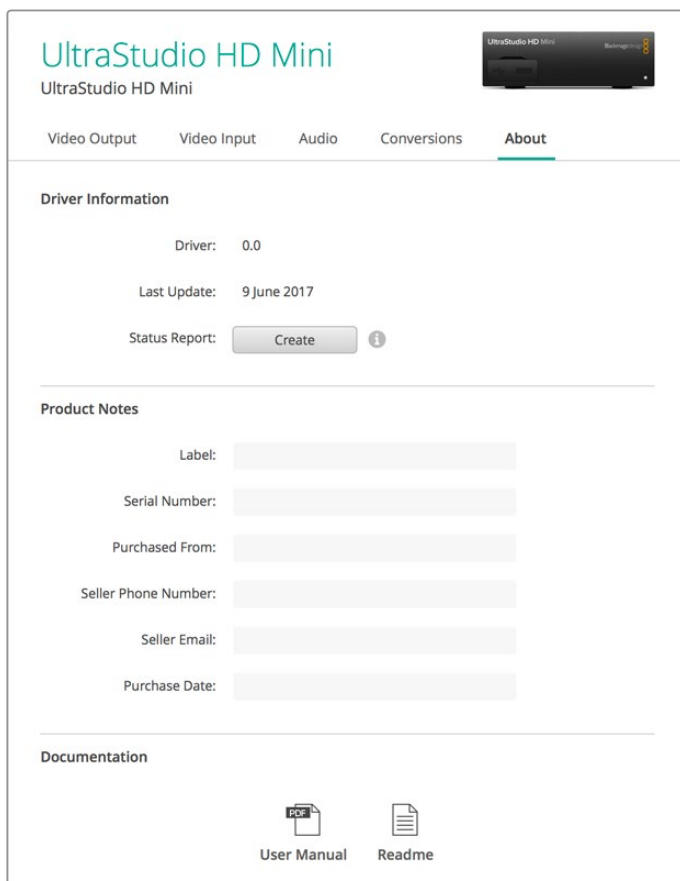 UltraStudio HD Mini
UltraStudio HD Mini
UltraStudio HD Mini
Blackmagicdesign
Video Output Video Input Audio Conversions About
Driver Information
Driver: 0.0
Last Update: 9 June 2017
Status Report: Create i
Product Notes
Label:
Serial Number:
Purchased From:
Seller Phone Number:
Seller Email:
Purchase Date:
Documentation
PDF
User Manual Readme